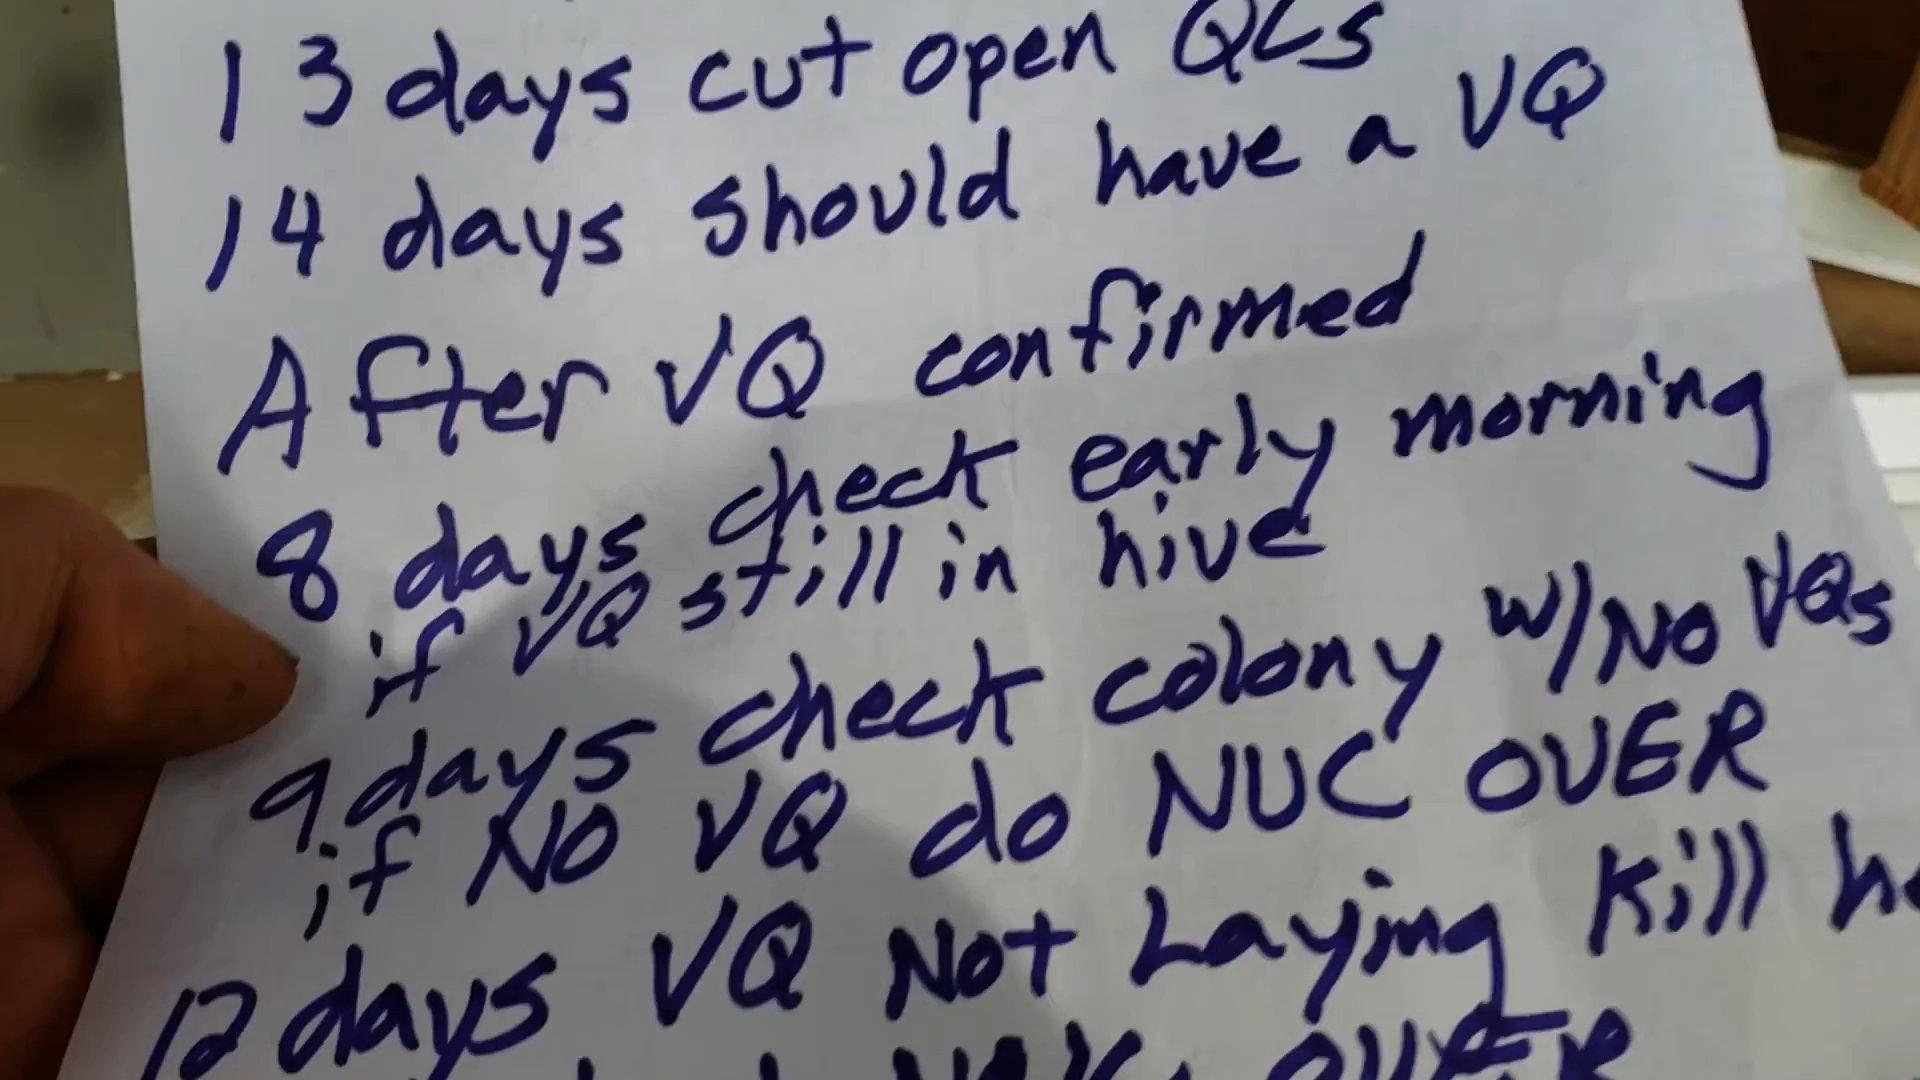 13 days cut open QCs
14 days should have a VQ
After VQ confirmed
8 days check early morning
if VQ still in hive
9 days check colony w/NO VQs
if NO VQ do NUC OVER
12 days VQ Not Laying Kill
OVER